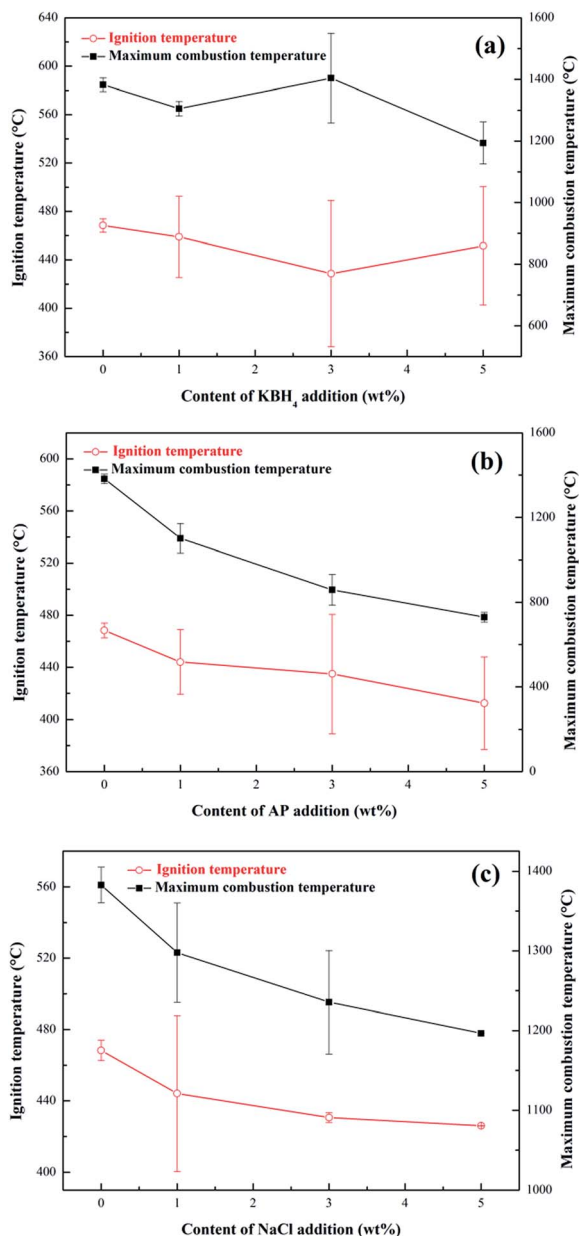 (a)
Ignition temperature
Maximum combustion temperature
Ignition temperature (°C)
640
600
560
520
480
440
400
360
1600
1400
1200
1000
800
600
Maximum combustion temperature (°C)
0 1 2 3 4 5
Content of KBH₄ addition (wt%)
(b)
Ignition temperature
Maximum combustion temperature
Ignition temperature (°C)
600
560
520
480
440
400
360
1600
1200
800
400
0
Maximum combustion temperature (°C)
0 1 2 3 4 5
Content of AP addition (wt%)
(c)
Ignition temperature
Maximum combustion temperature
Ignition temperature (°C)
560
520
480
440
400
1400
1300
1200
1100
1000
Maximum combustion temperature (°C)
0 1 2 3 4 5
Content of NaCl addition (wt%)